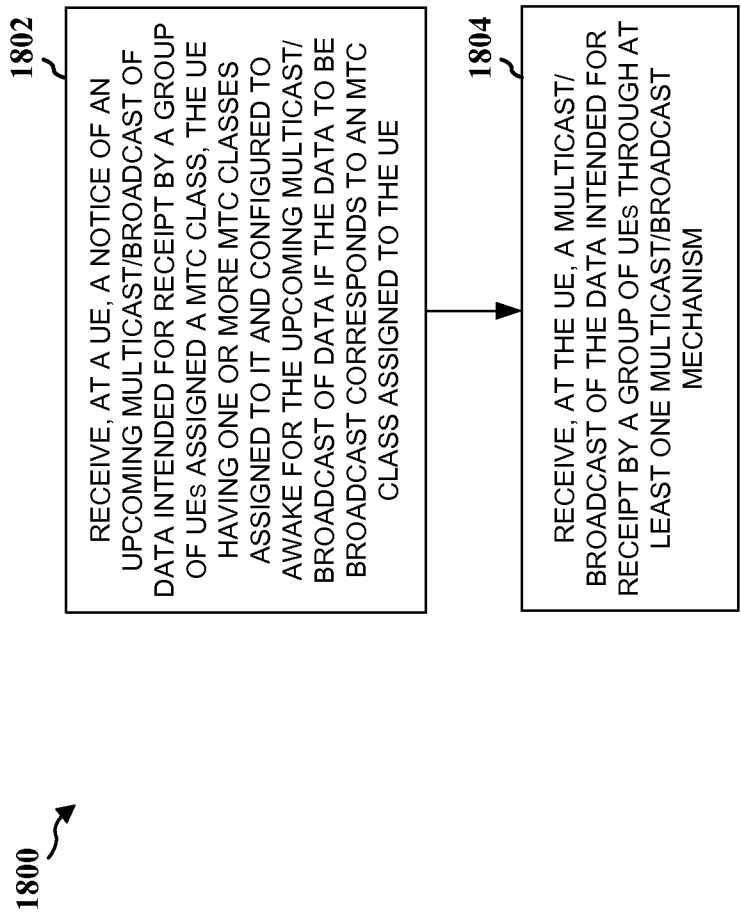 1800
1802
RECEIVE, AT A UE, A NOTICE OF AN
UPCOMING MULTICAST/BROADCAST OF
DATA INTENDED FOR RECEIPT BY A GROUP
OF UEs ASSIGNED A MTC CLASS, THE UE
HAVING ONE OR MORE MTC CLASSES
ASSIGNED TO IT AND CONFIGURED TO
AWAKE FOR THE UPCOMING MULTICAST/
BROADCAST OF DATA IF THE DATA TO BE
BROADCAST CORRESPONDS TO AN MTC
CLASS ASSIGNED TO THE UE
1804
RECEIVE, AT THE UE, A MULTICAST/
BROADCAST OF THE DATA INTENDED FOR
RECEIPT BY A GROUP OF UEs THROUGH AT
LEAST ONE MULTICAST/BROADCAST
MECHANISM